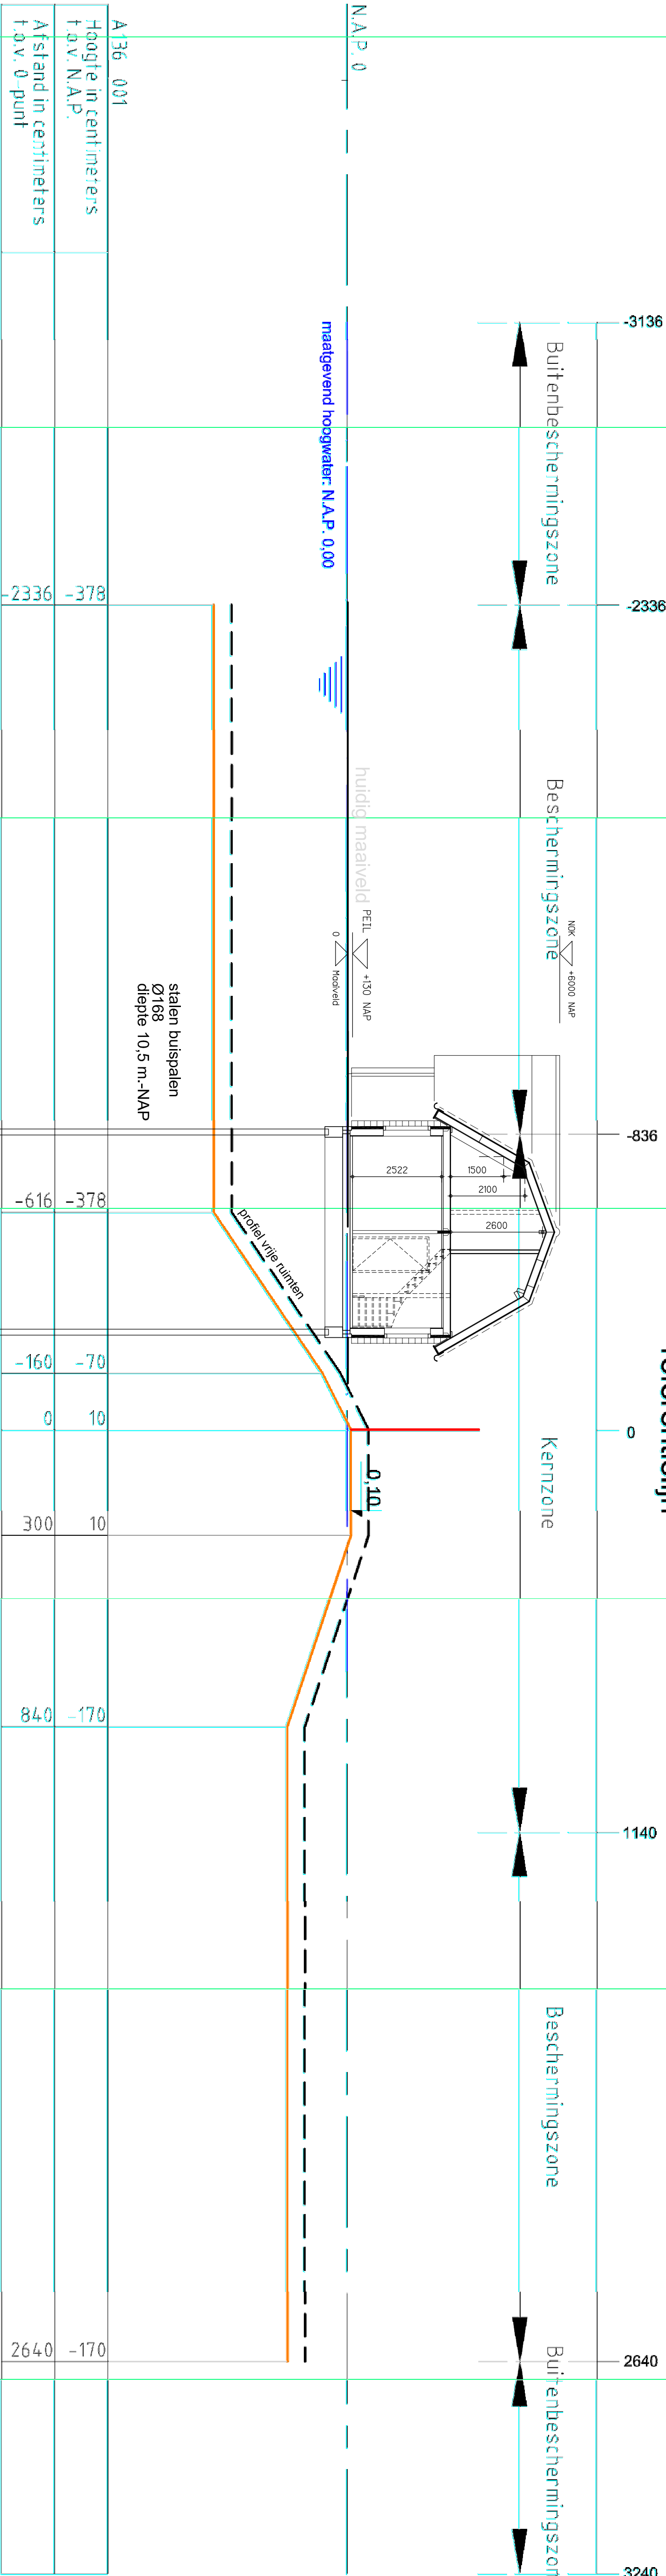 A136_001
Hoogte in centimeters
t.o.v. N.A.P.
Afstand in centimeters
t.o.v. 0-punt
N.A.P. 0
-3136
Buitenbeschermingszone
maatgevend hoogwater: N.A.P. 0,00
-2336
-2336 -378
Beschermingszone
huidig maaiveld
NOK
+6000 NAP
PEIL
+130 NAP
0
Maaiveld
stalen buispalen
Ø168
diepte 10,5 m.-NAP
-836
2522
1500
2100
2600
-616 -378
profiel vrije ruimten
-160 -70
0 10
0
Kernzone
0,10
300 10
840 -170
1140
Beschermingszone
2640 -170
2640
Buitenbeschermingszon
3240